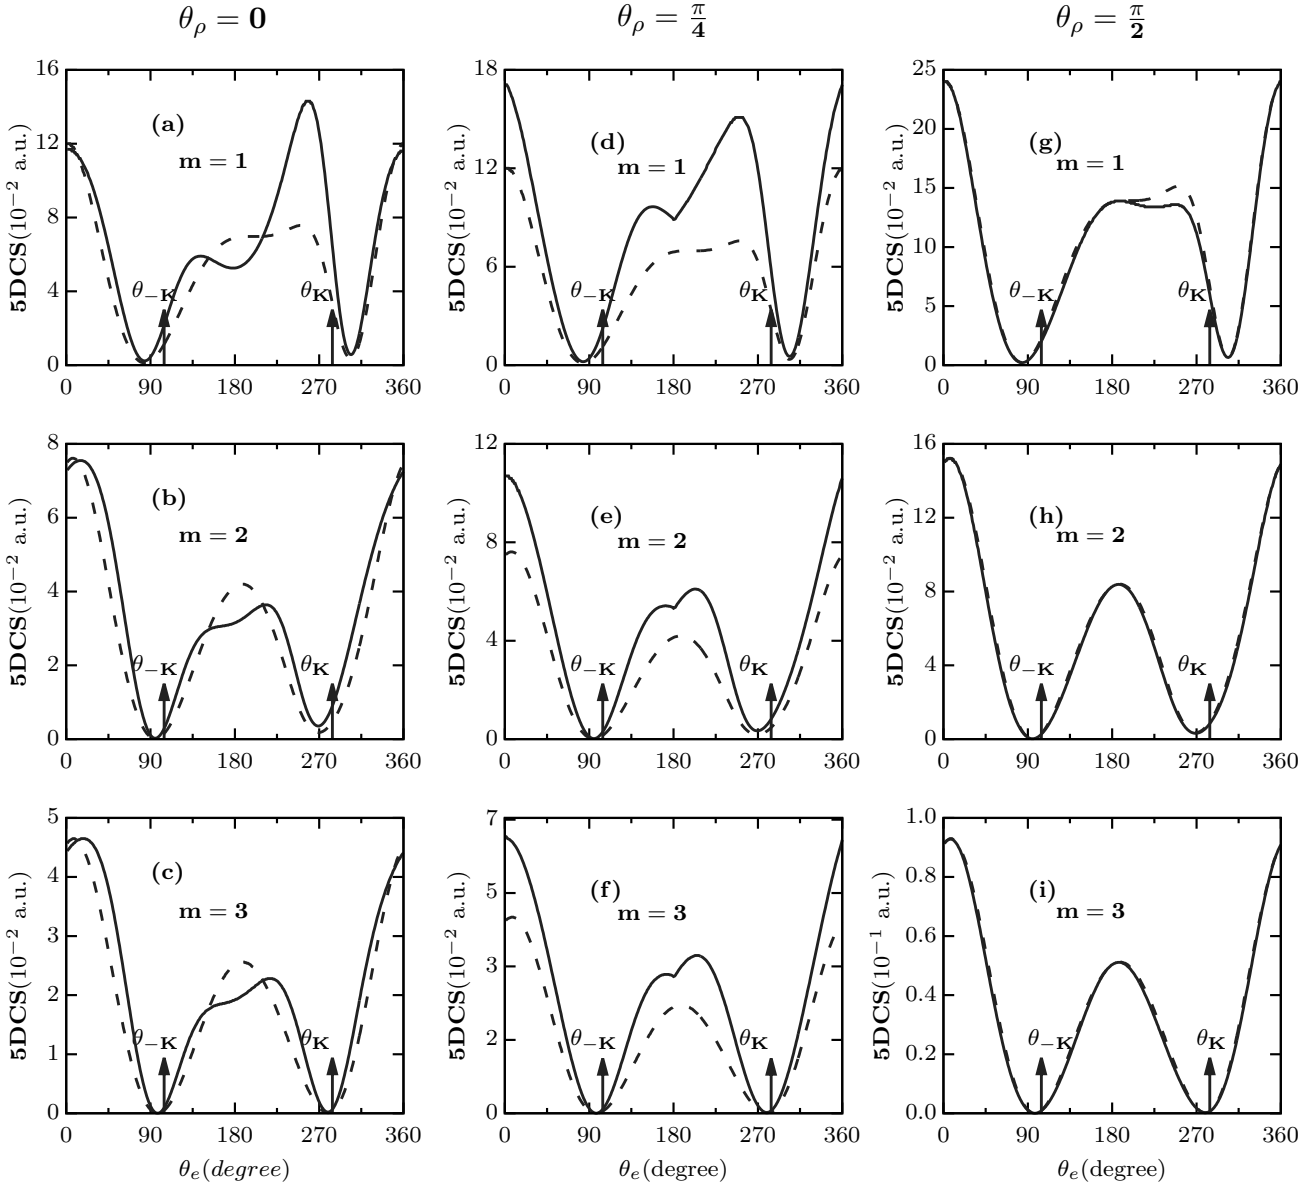 θρ = 0
θρ = π/4
θρ = π/2
5DCS(10⁻² a.u.)
16
12
8
4
0
(a)
m = 1
θ−K
θK
0 90 180 270 360
5DCS(10⁻² a.u.)
18
12
6
0
(d)
m = 1
θ−K
θK
0 90 180 270 360
5DCS(10⁻² a.u.)
25
20
15
10
5
0
(g)
m = 1
θ−K
θK
0 90 180 270 360
5DCS(10⁻² a.u.)
8
6
4
2
0
(b)
m = 2
θ−K
θK
0 90 180 270 360
5DCS(10⁻² a.u.)
12
8
4
0
(e)
m = 2
θ−K
θK
0 90 180 270 360
5DCS(10⁻² a.u.)
16
12
8
4
0
(h)
m = 2
θ−K
θK
0 90 180 270 360
5DCS(10⁻² a.u.)
5
4
3
2
1
0
(c)
m = 3
θ−K
θK
0 90 180 270 360
θe(degree)
5DCS(10⁻² a.u.)
7
5
3
2
0
(f)
m = 3
θ−K
θK
0 90 180 270 360
θe(degree)
5DCS(10⁻¹ a.u.)
1.0
0.8
0.6
0.4
0.2
0.0
(i)
m = 3
θ−K
θK
0 90 180 270 360
θe(degree)